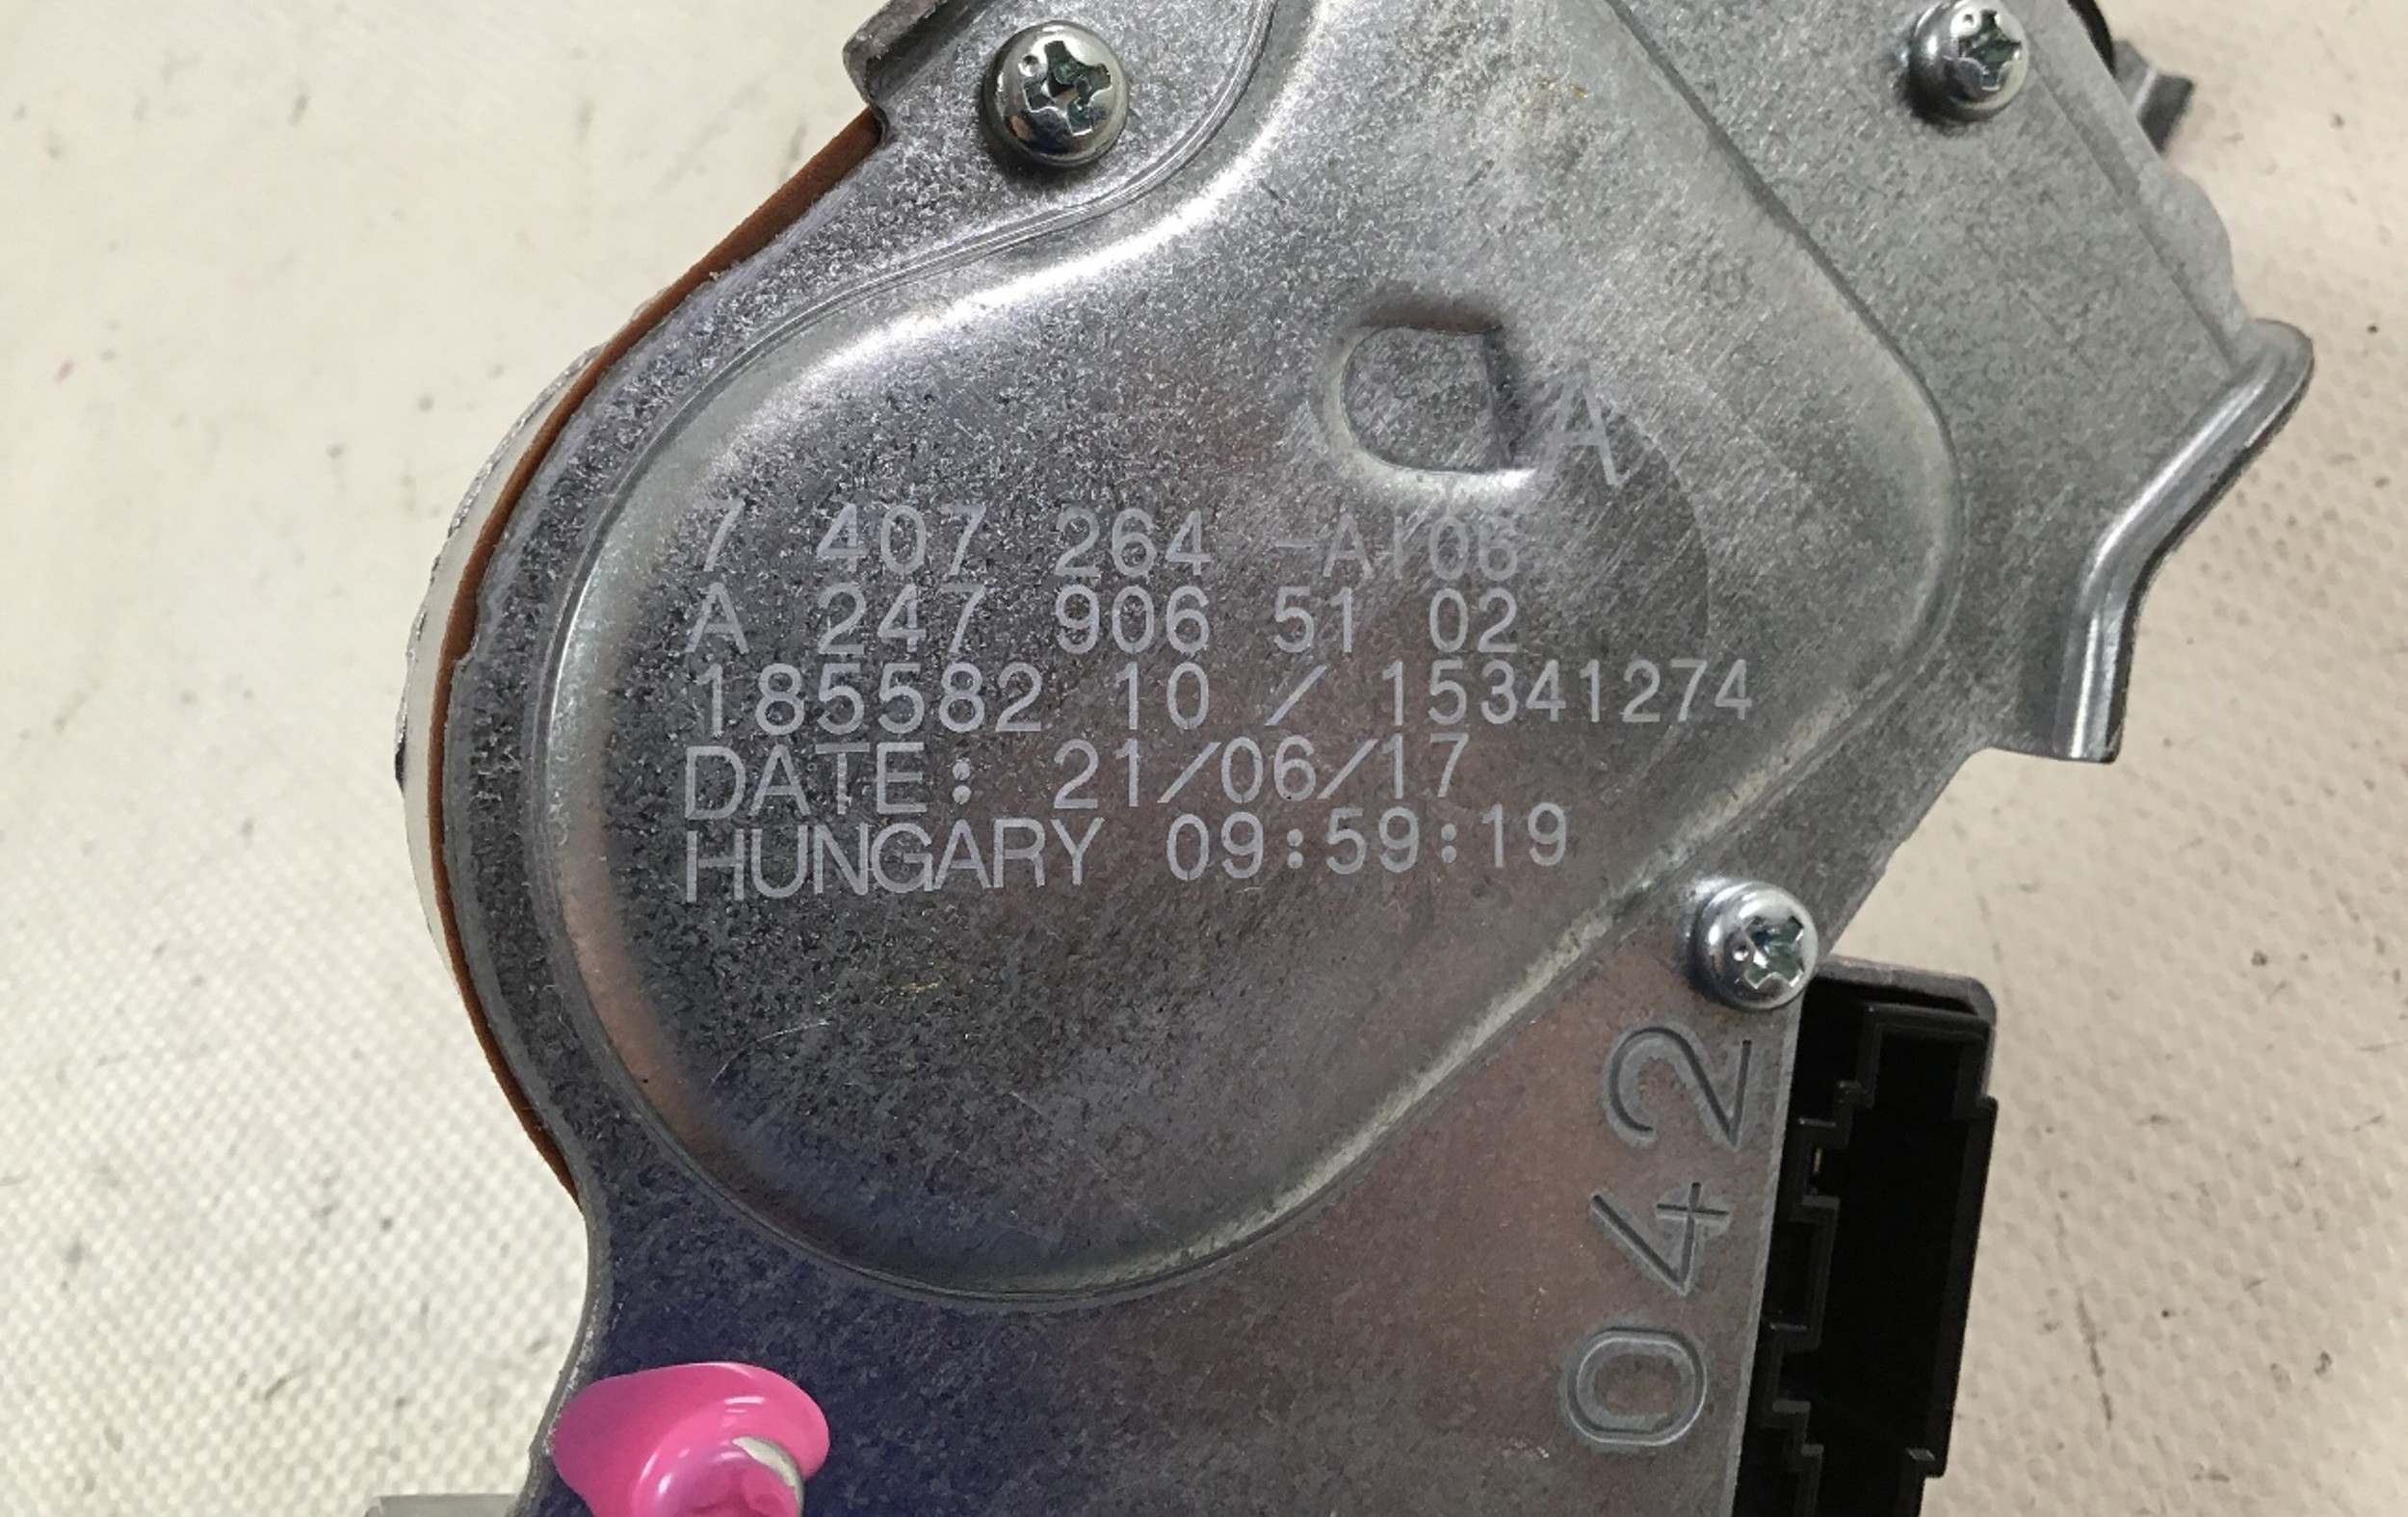 A
7 407 264 -AI06
A 247 906 51 02
185582 10 / 15341274
DATE: 21/06/17
HUNGARY 09:59:19
042